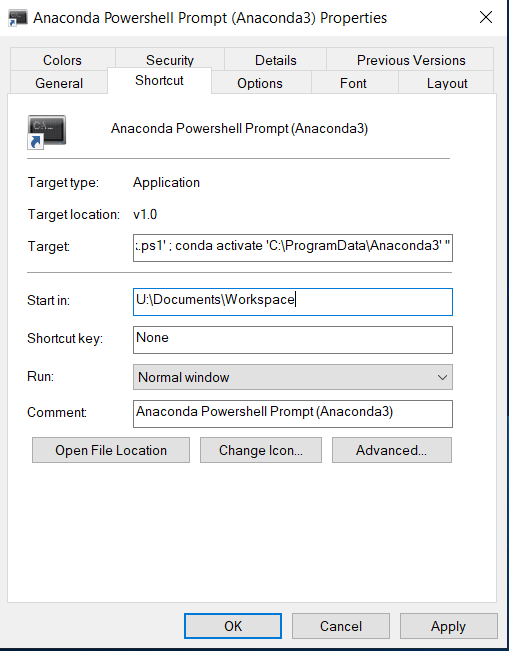 Anaconda Powershell Prompt (Anaconda3) Properties
Colors Security Details Previous Versions
General Shortcut Options Font Layout
C:\...
Anaconda Powershell Prompt (Anaconda3)
Target type: Application
Target location: v1.0
Target: :.ps1' ; conda activate 'C:\ProgramData\Anaconda3' "
Start in: U:\Documents\Workspace
Shortcut key: None
Run: Normal window
Comment: Anaconda Powershell Prompt (Anaconda3)
Open File Location Change Icon... Advanced...
OK Cancel Apply